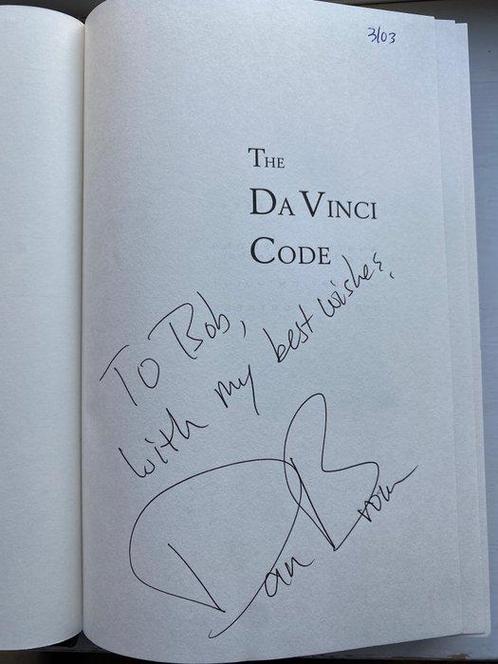 3/03
THE
DA VINCI
CODE
To Bob,
with my best wishes,
Dan Brown